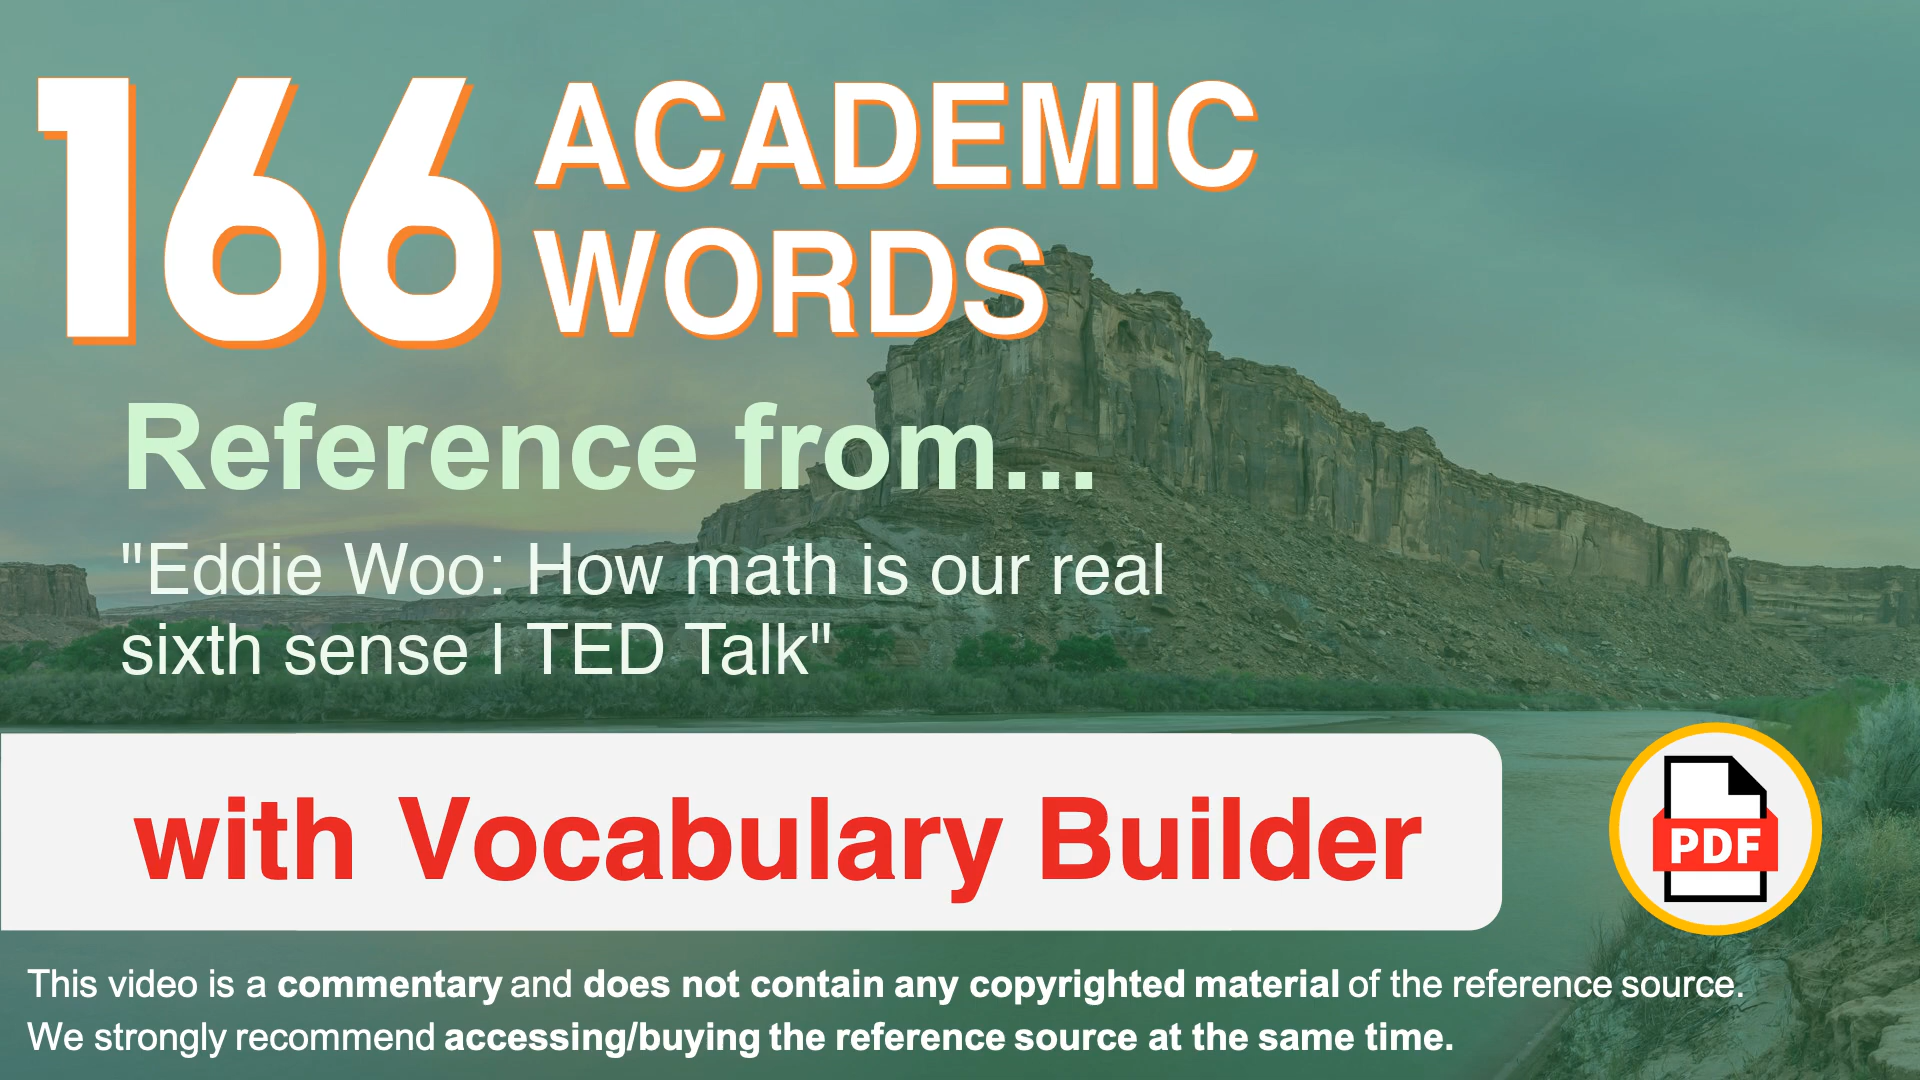 166 ACADEMIC
WORDS
Reference from...
"Eddie Woo: How math is our real
sixth sense | TED Talk"
with Vocabulary Builder
PDF
This video is a commentary and does not contain any copyrighted material of the reference source.
We strongly recommend accessing/buying the reference source at the same time.